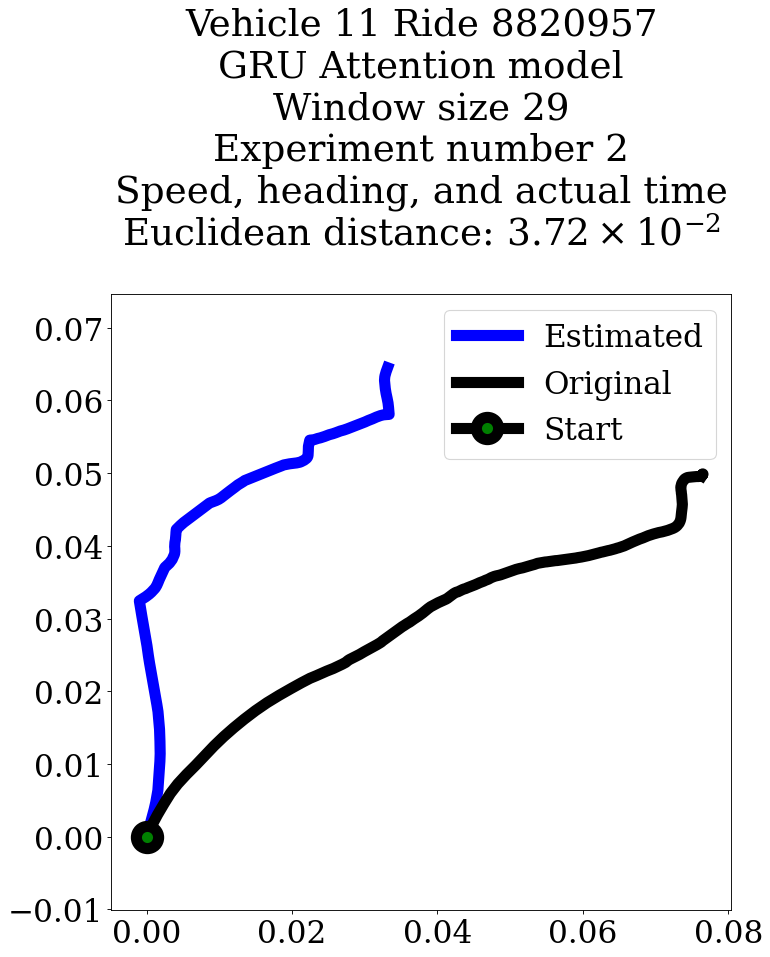 Vehicle 11 Ride 8820957
GRU Attention model
Window size 29
Experiment number 2
Speed, heading, and actual time
Euclidean distance: 3.72 × 10⁻²
Estimated
Original
Start
0.07
0.06
0.05
0.04
0.03
0.02
0.01
0.00
−0.01
0.00 0.02 0.04 0.06 0.08